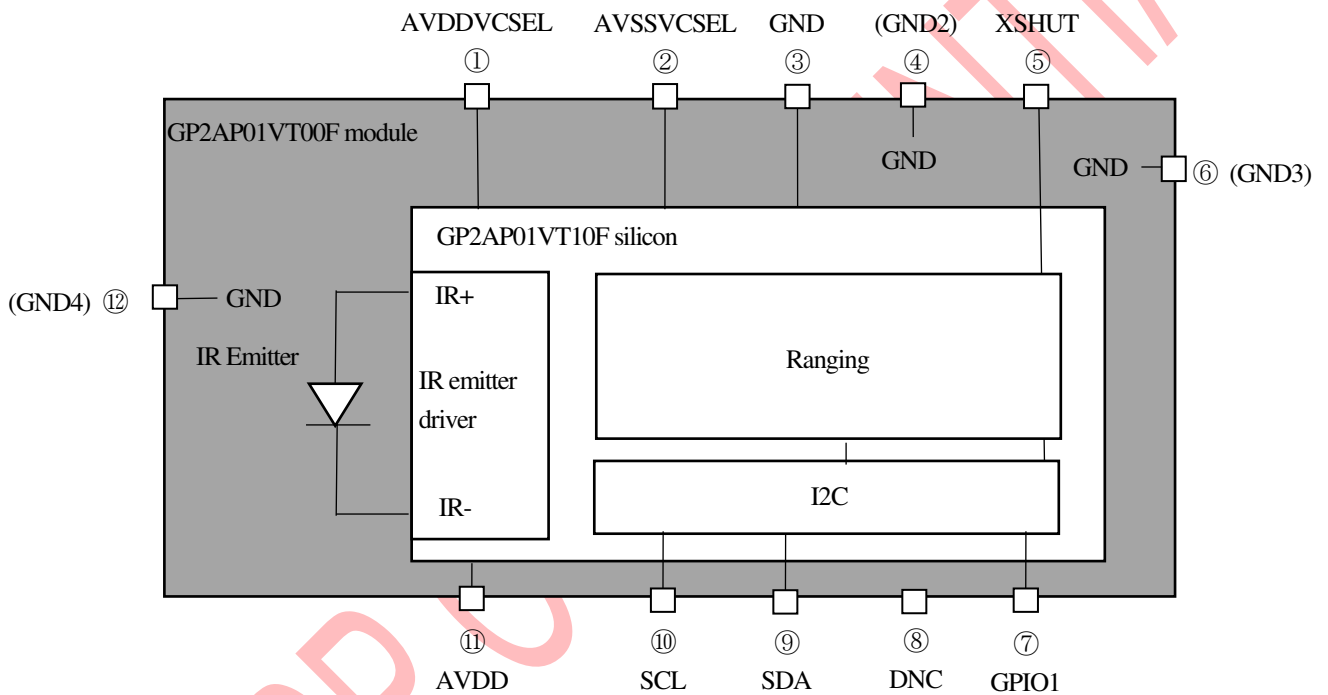 AVDDVCSEL AVSSVCSEL GND (GND2) XSHUT
① ② ③ ④ ⑤
GP2AP01VT00F module
GND
GND ⑥ (GND3)
GP2AP01VT10F silicon
(GND4) ⑫ GND
IR+
IR Emitter
Ranging
IR emitter
driver
IR-
I2C
⑪ ⑩ ⑨ ⑧ ⑦
AVDD SCL SDA DNC GPIO1